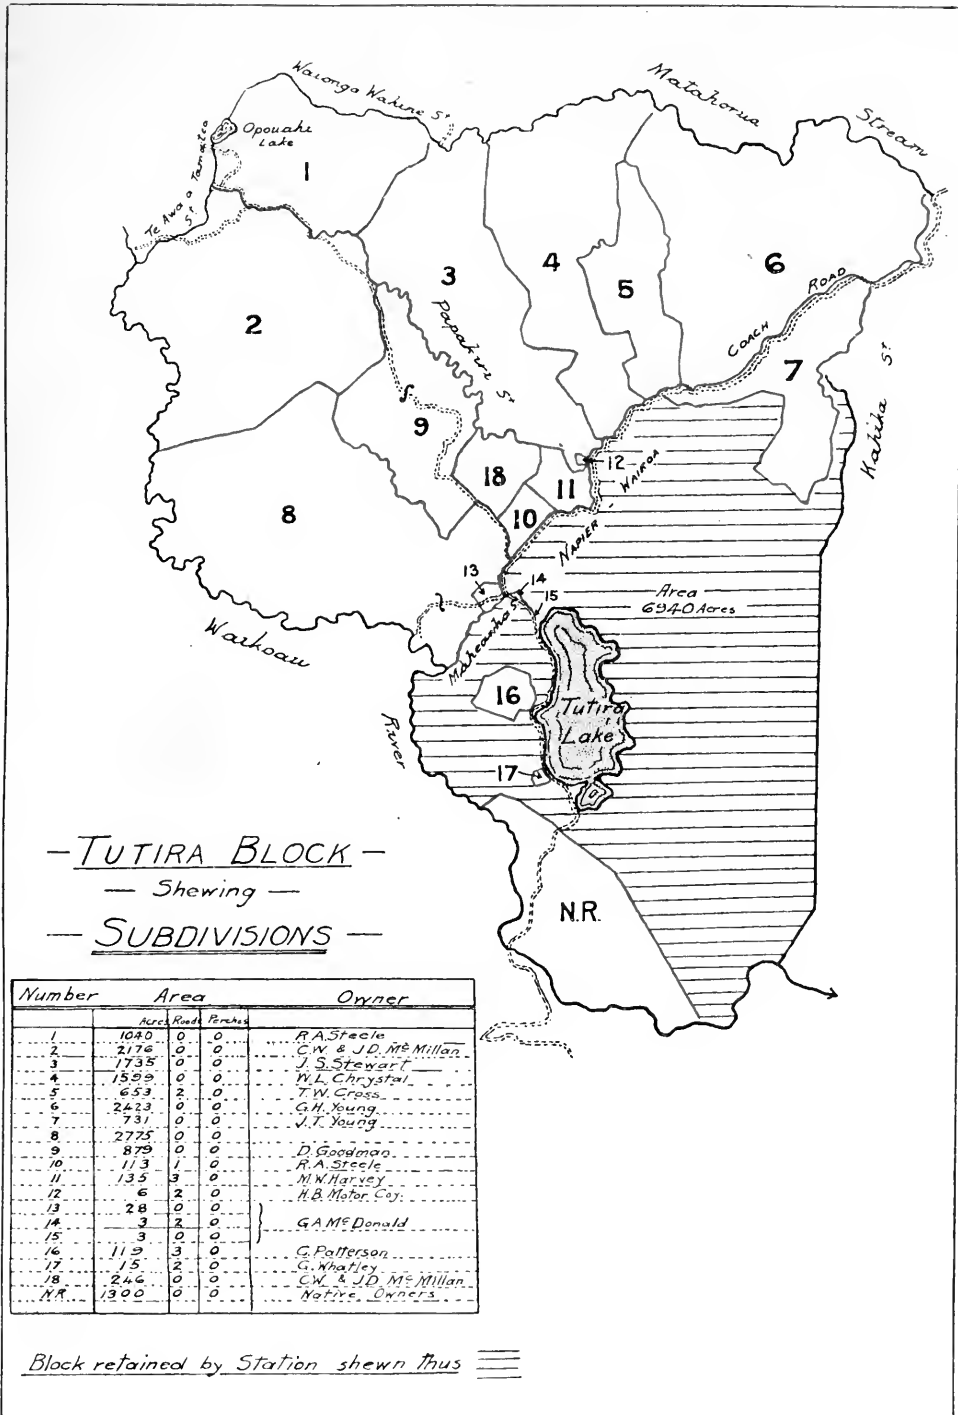 Waionga Wahine St
Matahorua
Stream
Opouahi
Lake
Te Awa o Tamatea
St
1
2
3
4
5
6
7
8
9
10
11
12
13
14
15
16
17
18
Papakiri St
COACH ROAD
NAPIER - WAIROA
Kahika St
Area
6940 Acres
Waikoau
River
Maheanha S
Tutira
Lake
N.R.
— TUTIRA BLOCK —
— Shewing —
— SUBDIVISIONS —
Number Area Owner
Acres Roods Perches
1 1040 0 0 R.A. Steele
2 2176 0 0 C.W. & J.D. McMillan
3 1735 0 0 J. S. Stewart
4 1599 0 0 W.L. Chrystal
5 653 2 0 T.W. Cross
6 2423 0 0 G.H. Young
7 731 0 0 J.T. Young
8 2775 0 0
9 879 0 0 D. Goodman
10 113 1 0 R.A. Steele
11 135 3 0 M.W. Harvey
12 6 2 0 H.B. Motor Coy.
13 28 0 0
14 3 2 0 G.A. McDonald
15 3 0 0
16 119 3 0 C. Patterson
17 15 2 0 G. Whatley
18 246 0 0 C.W. & J.D. McMillan
N.R. 1300 0 0 Native Owners
Block retained by Station shewn thus